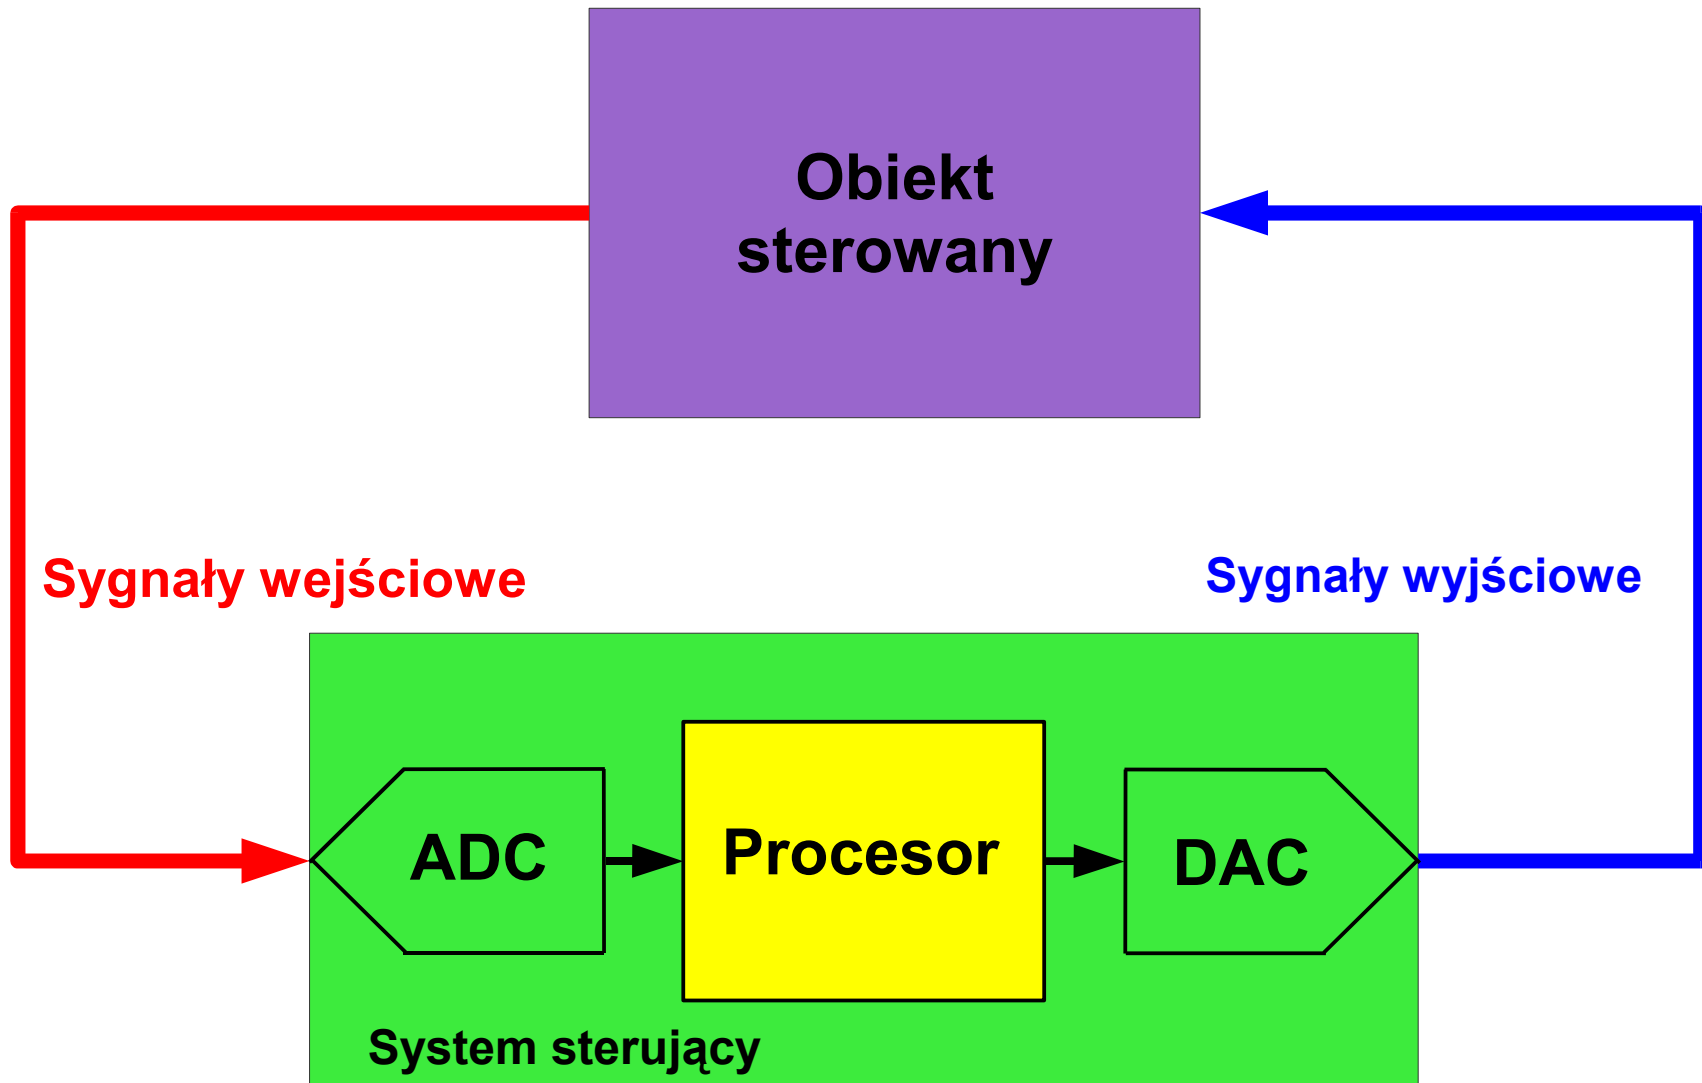 Obiekt
sterowany
Sygnały wejściowe
Sygnały wyjściowe
ADC
Procesor
DAC
System sterujący